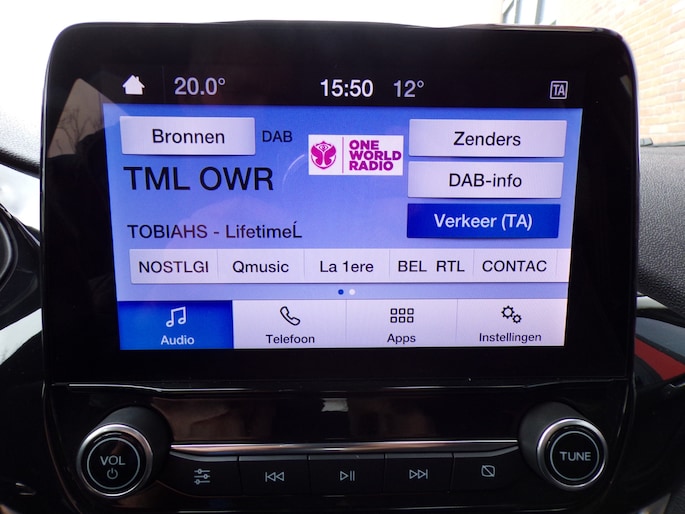 20.0° 15:50 12° TA
Bronnen DAB
ONE
WORLD
RADIO
Zenders
TML OWR
DAB-info
Verkeer (TA)
TOBIAHS - LifetimeĹ
NOSTLGI Qmusic La 1ere BEL RTL CONTAC
Audio Telefoon Apps Instellingen
VOL
TUNE